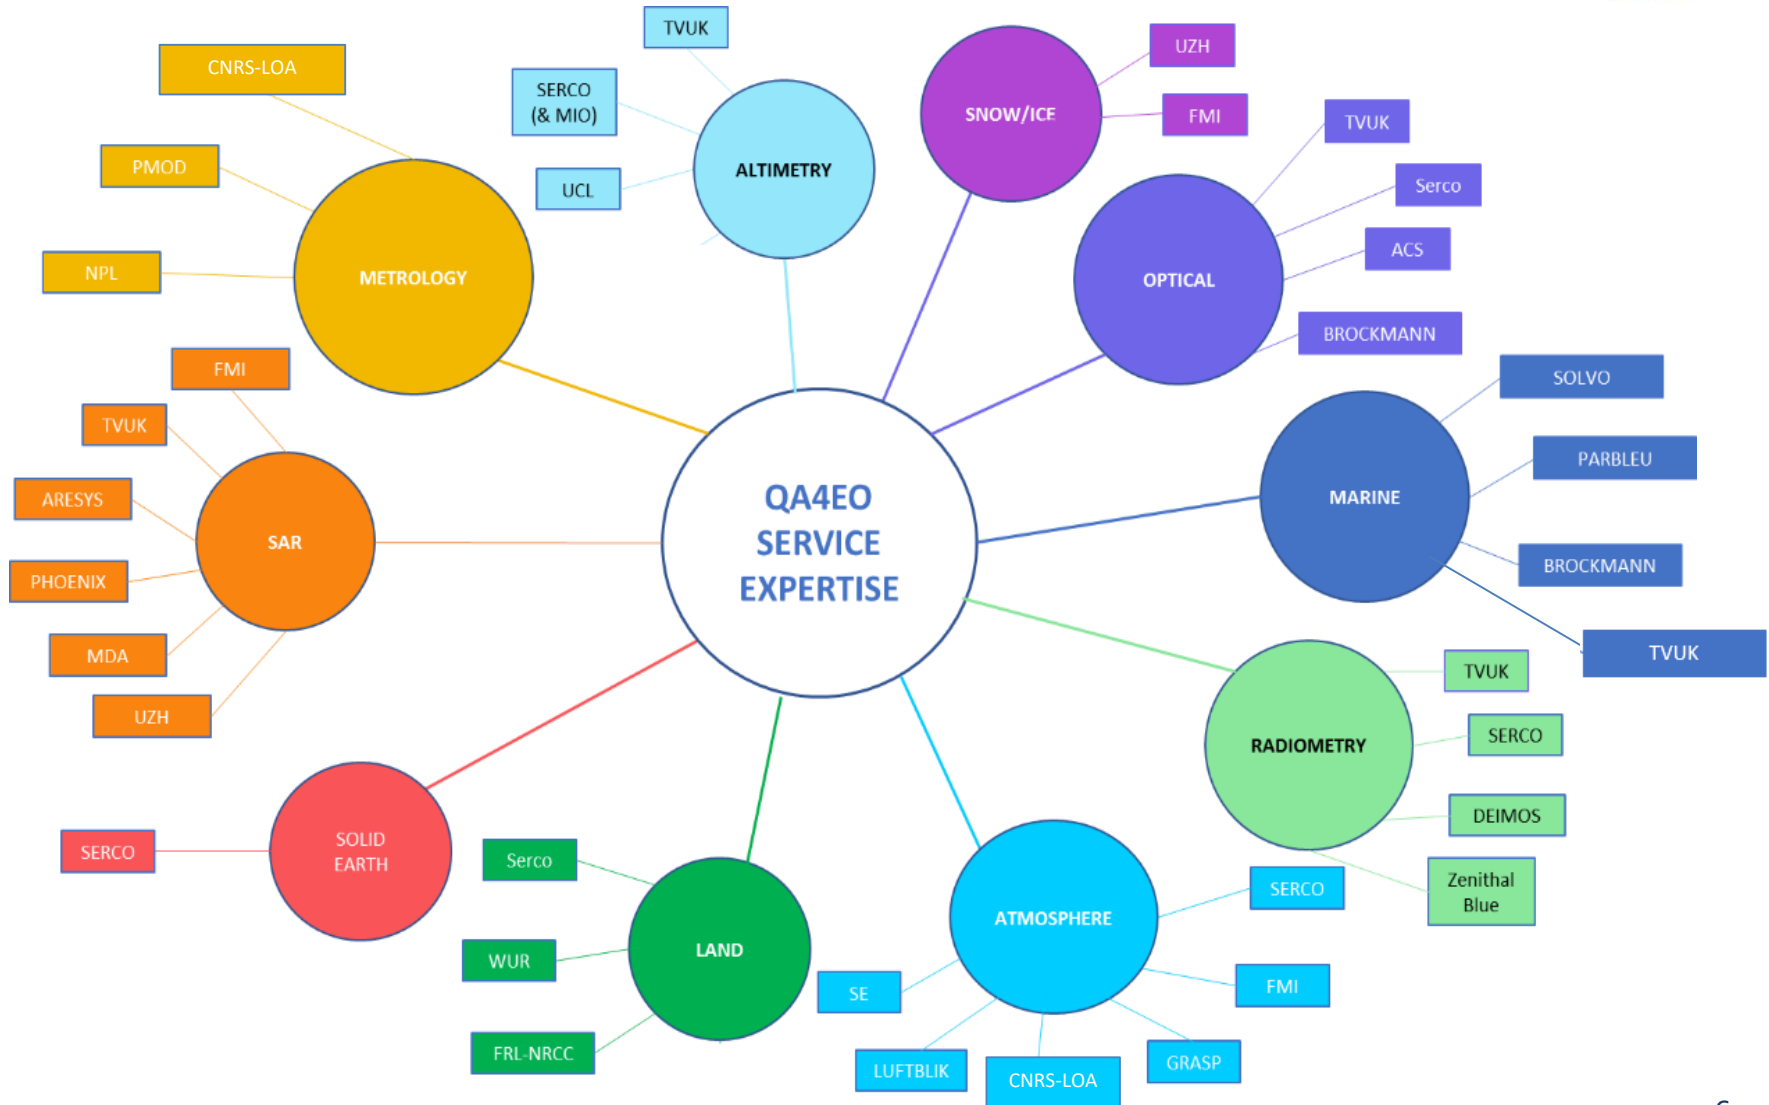 CNRS-LOA
PMOD
NPL
METROLOGY
TVUK
SERCO
(& MIO)
UCL
ALTIMETRY
SNOW/ICE
UZH
FMI
OPTICAL
TVUK
Serco
ACS
BROCKMANN
MARINE
SOLVO
PARBLEU
BROCKMANN
TVUK
QA4EO
SERVICE
EXPERTISE
FMI
TVUK
ARESYS
PHOENIX
MDA
UZH
SAR
RADIOMETRY
TVUK
SERCO
DEIMOS
Zenithal
Blue
SERCO
SOLID
EARTH
Serco
WUR
FRL-NRCC
LAND
ATMOSPHERE
SERCO
FMI
GRASP
CNRS-LOA
LUFTBLIK
SE